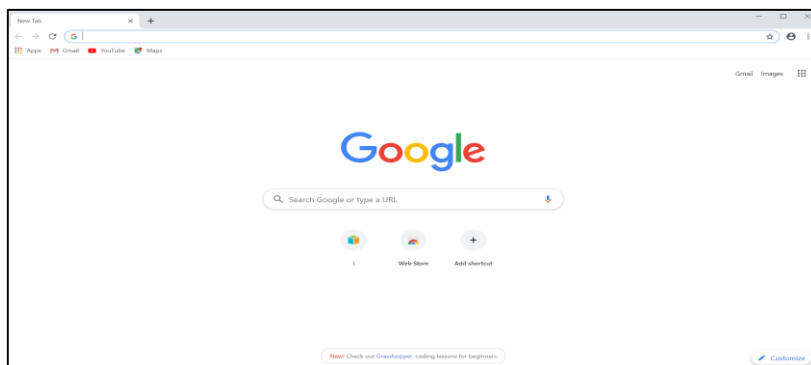 New Tab
Apps Gmail YouTube Maps
Gmail Images
Google
Search Google or type a URL
i Web Store Add shortcut
New! Check out Grasshopper, coding lessons for beginners
Customize